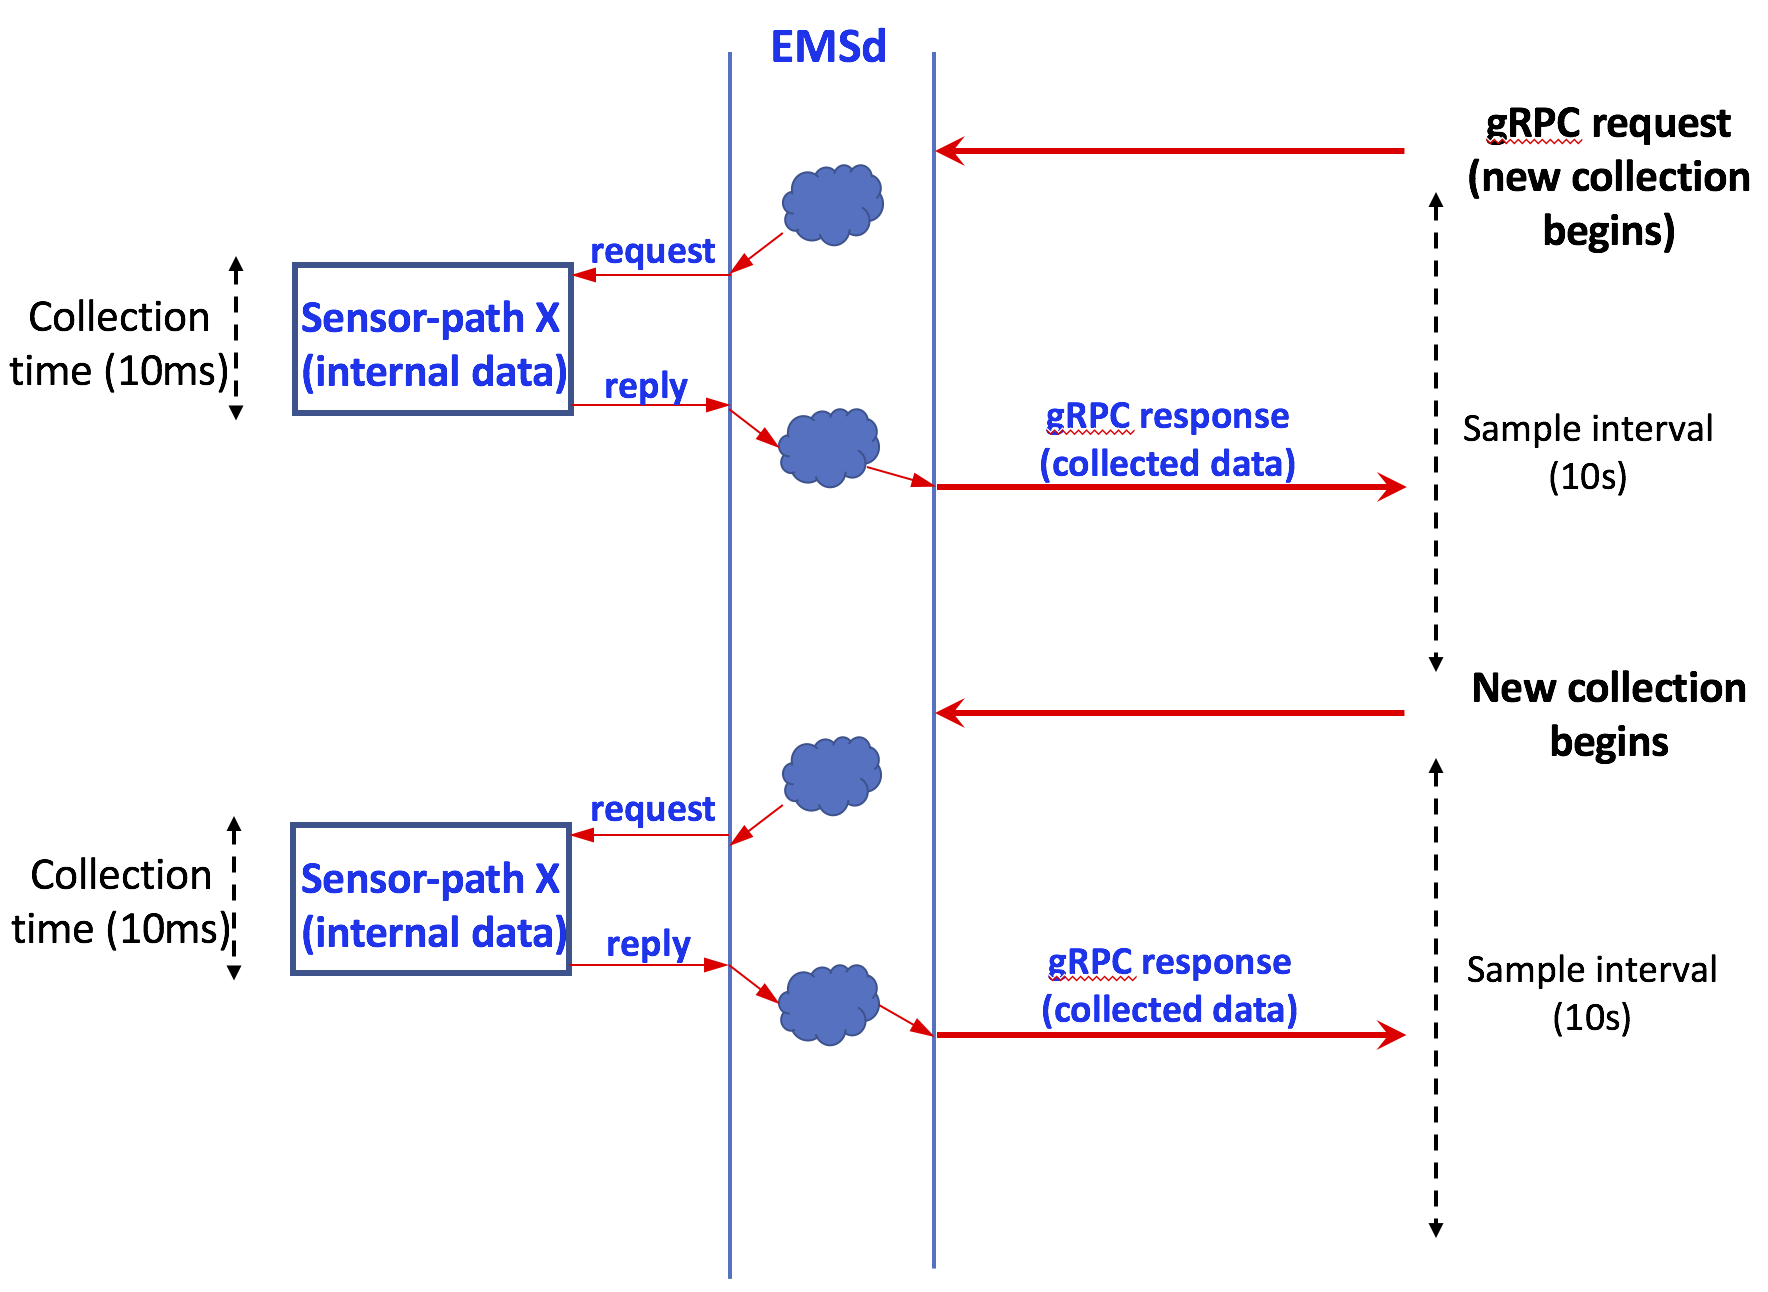 EMSd
gRPC request
(new collection
begins)
request
Collection
time (10ms)
Sensor-path X
(internal data)
reply
gRPC response
(collected data)
Sample interval
(10s)
New collection
begins
request
Collection
time (10ms)
Sensor-path X
(internal data)
reply
gRPC response
(collected data)
Sample interval
(10s)